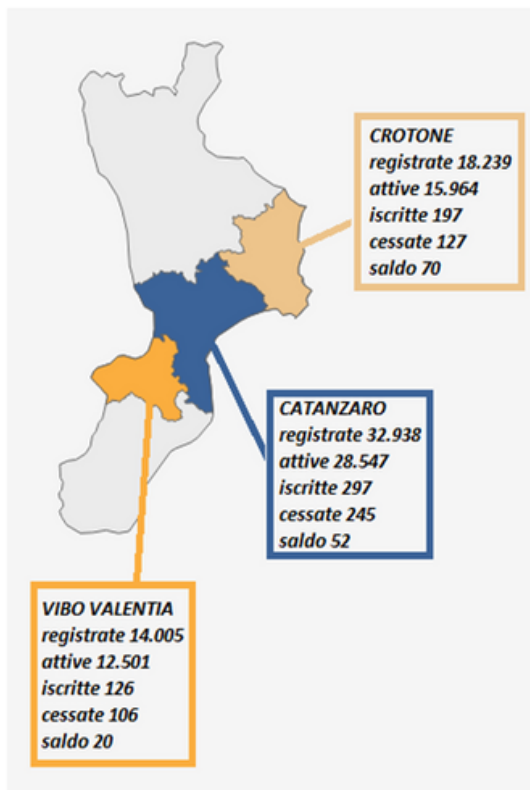 CROTONE
registrate 18.239
attive 15.964
iscritte 197
cessate 127
saldo 70
CATANZARO
registrate 32.938
attive 28.547
iscritte 297
cessate 245
saldo 52
VIBO VALENTIA
registrate 14.005
attive 12.501
iscritte 126
cessate 106
saldo 20